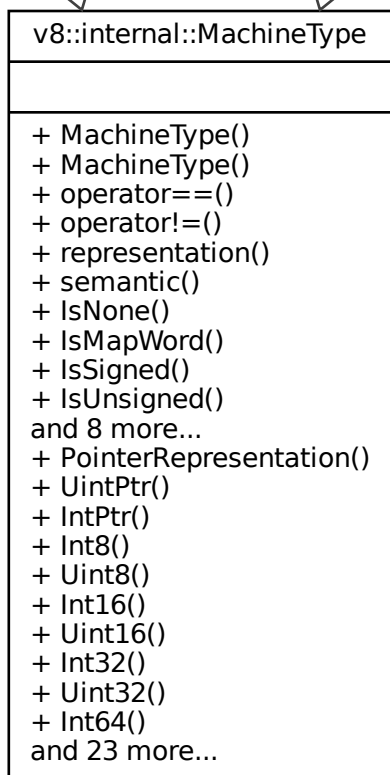 v8::internal::MachineType
+ MachineType()
+ MachineType()
+ operator==()
+ operator!=()
+ representation()
+ semantic()
+ IsNone()
+ IsMapWord()
+ IsSigned()
+ IsUnsigned()
and 8 more...
+ PointerRepresentation()
+ UintPtr()
+ IntPtr()
+ Int8()
+ Uint8()
+ Int16()
+ Uint16()
+ Int32()
+ Uint32()
+ Int64()
and 23 more...